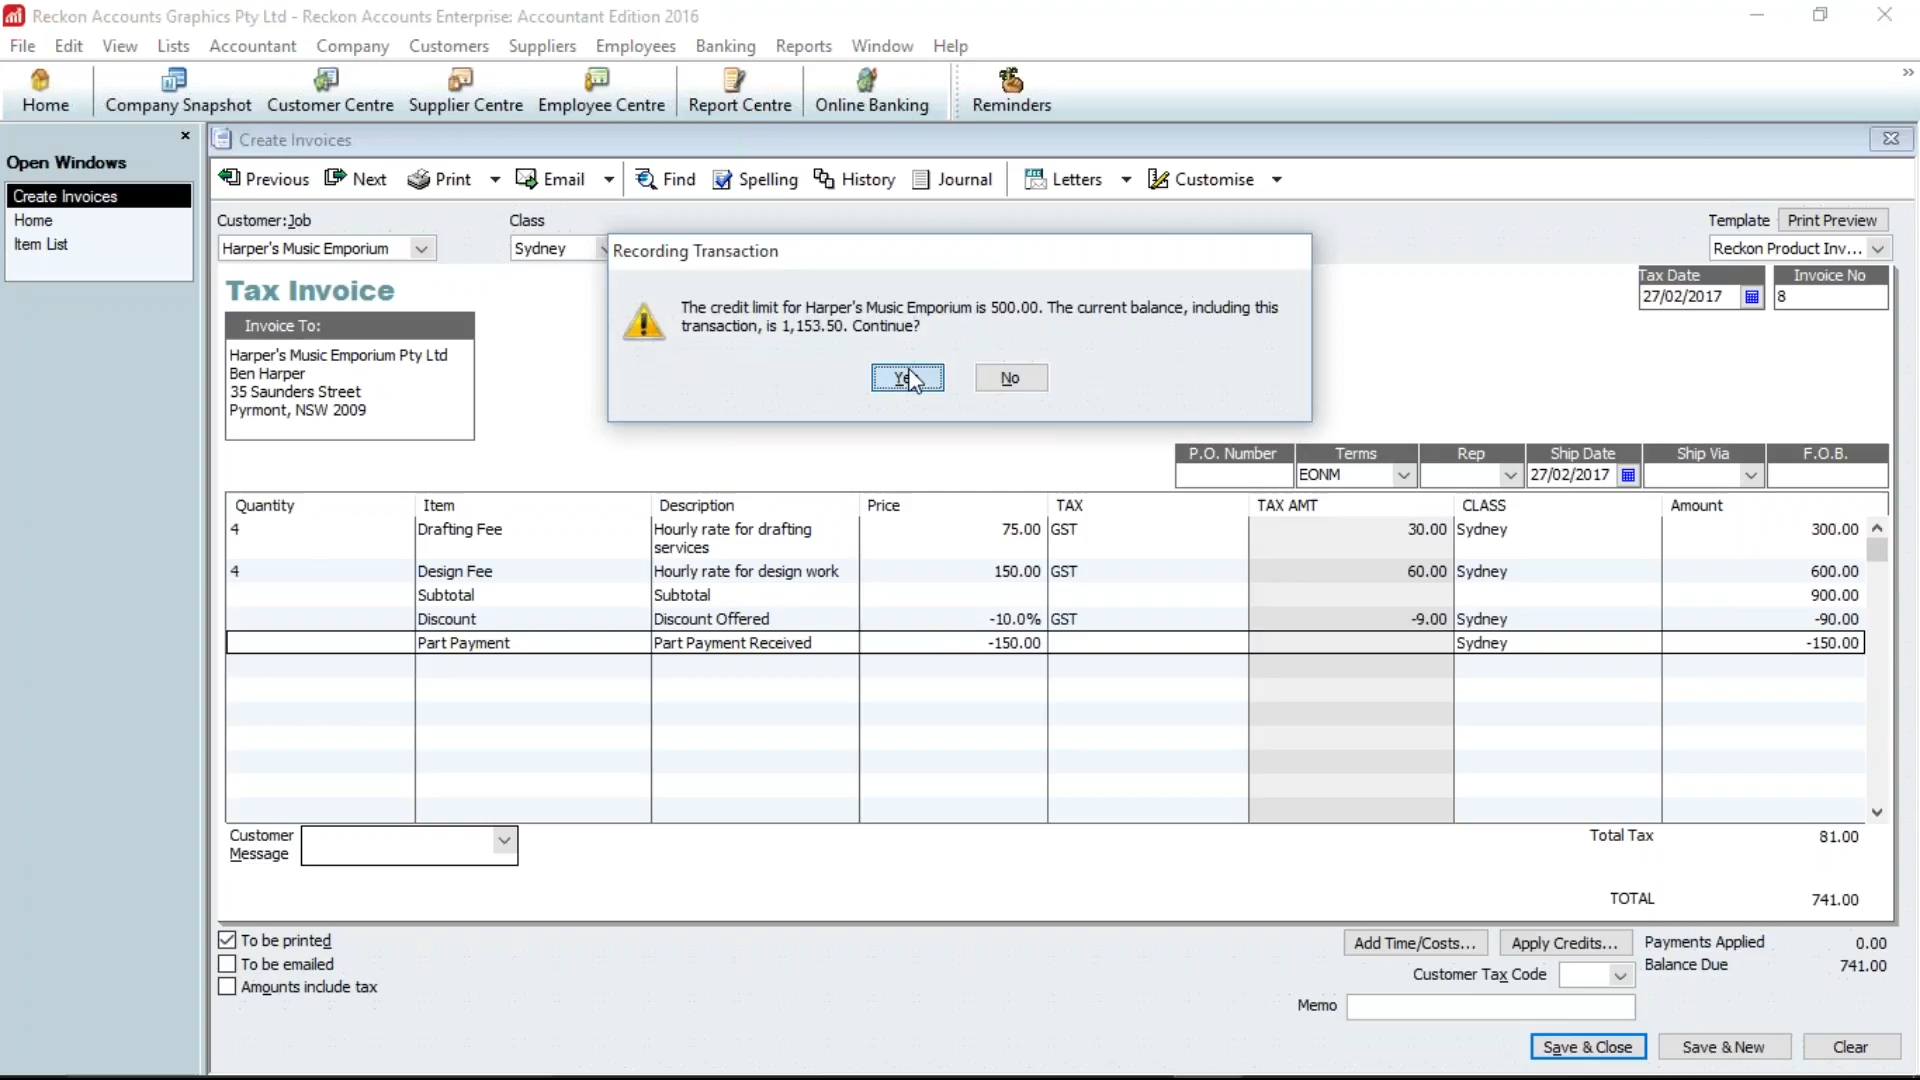 Reckon Accounts Graphics Pty Ltd - Reckon Accounts Enterprise: Accountant Edition 2016
File Edit View Lists Accountant Company Customers Suppliers Employees Banking Reports Window Help
Home Company Snapshot Customer Centre Supplier Centre Employee Centre Report Centre Online Banking Reminders
Open Windows
Create Invoices
Home
Item List
Create Invoices
Previous Next Print Email Find Spelling History Journal Letters Customise
Customer:Job Class Template Print Preview
Harper's Music Emporium Sydney Reckon Product Inv...
Recording Transaction
The credit limit for Harper's Music Emporium is 500.00. The current balance, including this
transaction, is 1,153.50. Continue?
No
Tax Invoice
Tax Date Invoice No
27/02/2017 8
Invoice To:
Harper's Music Emporium Pty Ltd
Ben Harper
35 Saunders Street
Pyrmont, NSW 2009
P.O. Number Terms Rep Ship Date Ship Via F.O.B.
EONM 27/02/2017
Quantity Item Description Price TAX TAX AMT CLASS Amount
4 Drafting Fee Hourly rate for drafting 75.00 GST 30.00 Sydney 300.00
services
4 Design Fee Hourly rate for design work 150.00 GST 60.00 Sydney 600.00
Subtotal Subtotal 900.00
Discount Discount Offered -10.0% GST -9.00 Sydney -90.00
Part Payment Part Payment Received -150.00 Sydney -150.00
Customer
Message
Total Tax 81.00
TOTAL 741.00
To be printed
To be emailed
Amounts include tax
Add Time/Costs... Apply Credits... Payments Applied 0.00
Customer Tax Code Balance Due 741.00
Memo
Save & Close Save & New Clear